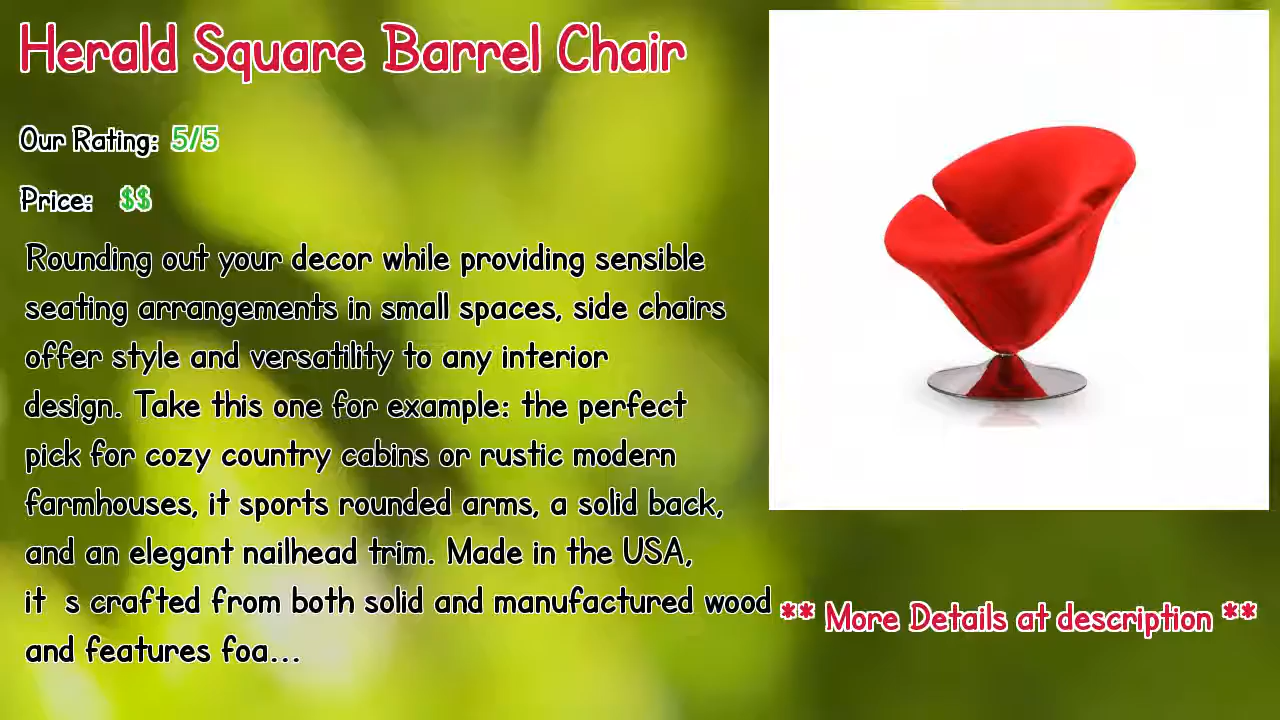 Herald Square Barrel Chair
Our Rating: 5/5
Price: $$
Rounding out your decor while providing sensible
seating arrangements in small spaces, side chairs
offer style and versatility to any interior
design. Take this one for example: the perfect
pick for cozy country cabins or rustic modern
farmhouses, it sports rounded arms, a solid back,
and an elegant nailhead trim. Made in the USA,
it s crafted from both solid and manufactured wood
and features foa...
** More Details at description **